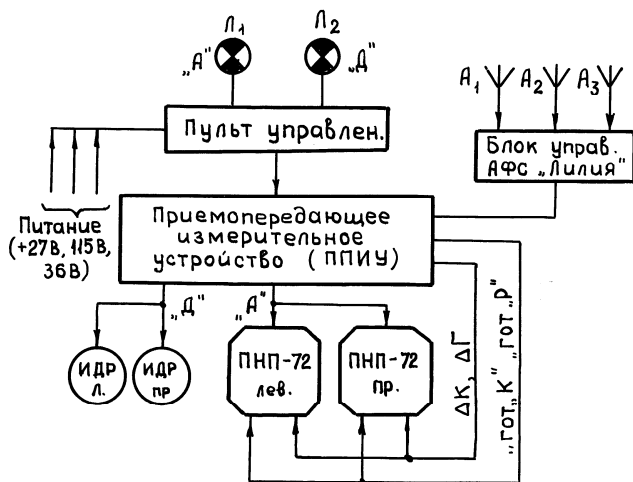 Л1 Л2
„А" „Д"
А1 А2 А3
Пульт управлен.
Блок управ.
АФС „Лилия"
Питание
(+27В, 115В,
36В)
Приемопередающее
измерительное
устройство (ППИУ)
„Д" „А"
ИДР
Л.
ИДР
пр
ПНП-72
лев.
ПНП-72
пр.
ΔК, ΔГ
„гот„К" „гот„р"